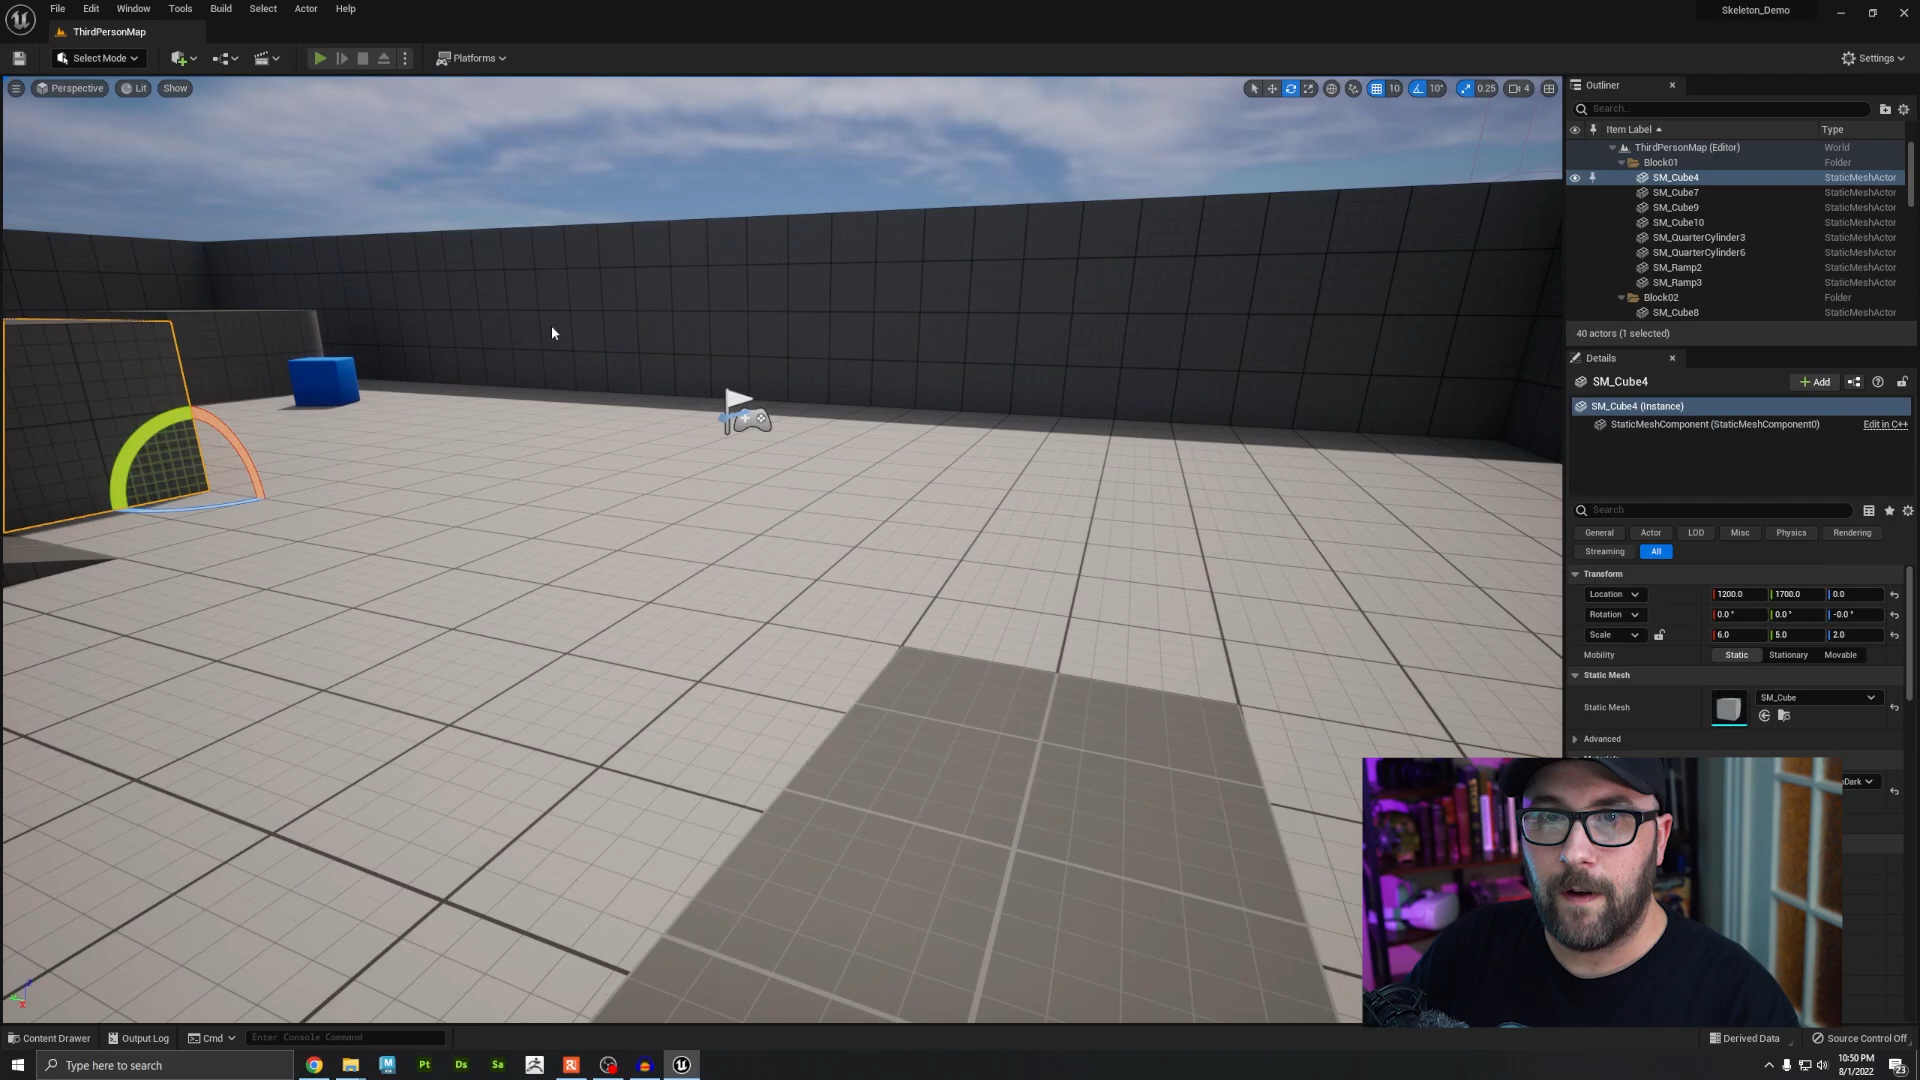 File Edit Window Tools Build Select Actor Help
Skeleton_Demo
ThirdPersonMap
Select Mode
Platforms
Settings
Perspective Lit Show
10 10° 0.25 4
Outliner
Search...
Item Label Type
ThirdPersonMap (Editor) World
Block01 Folder
SM_Cube4 StaticMeshActor
SM_Cube7 StaticMeshActor
SM_Cube9 StaticMeshActor
SM_Cube10 StaticMeshActor
SM_QuarterCylinder3 StaticMeshActor
SM_QuarterCylinder6 StaticMeshActor
SM_Ramp2 StaticMeshActor
SM_Ramp3 StaticMeshActor
Block02 Folder
SM_Cube8 StaticMeshActor
40 actors (1 selected)
Details
SM_Cube4 Add
SM_Cube4 (Instance)
StaticMeshComponent (StaticMeshComponent0) Edit in C++
Search
General Actor LOD Misc Physics Rendering
Streaming All
Transform
Location 1200.0 1700.0 0.0
Rotation 0.0° 0.0° -0.0°
Scale 6.0 5.0 2.0
Mobility Static Stationary Movable
Static Mesh
Static Mesh SM_Cube
Advanced
Content Drawer Output Log Cmd Enter Console Command
Derived Data Source Control Off
Type here to search
Pt Ds Sa
10:50 PM
8/1/2022
23